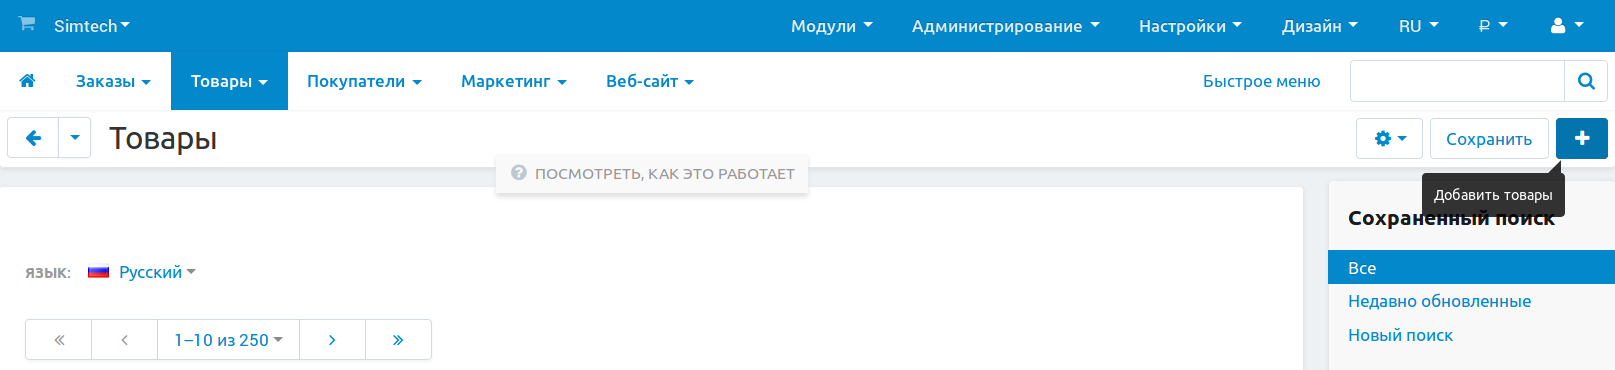 Simtech Модули Администрирование Настройки Дизайн RU ₽
Заказы Товары Покупатели Маркетинг Веб-сайт Быстрое меню
Товары Сохранить
ПОСМОТРЕТЬ, КАК ЭТО РАБОТАЕТ
Добавить товары
Сохраненный поиск
Все
ЯЗЫК: Русский
Недавно обновленные
Новый поиск
« ‹ 1–10 из 250 › »